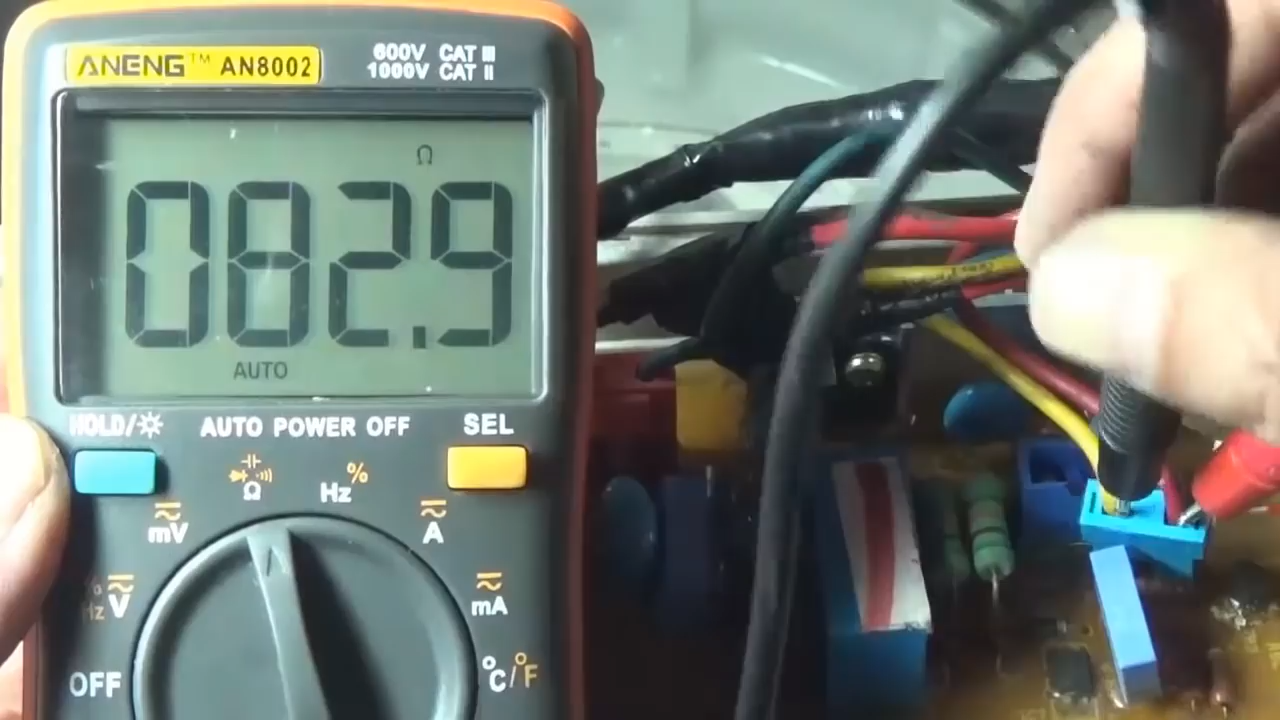 ANENG™ AN8002
600V CAT III
1000V CAT II
Ω
082.9
AUTO
HOLD/☼
AUTO POWER OFF
SEL
Ω
Hz%
mV
A
Hz V
mA
OFF
°C/°F